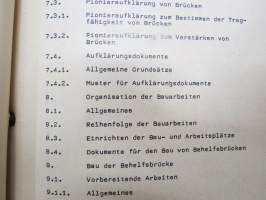 7.3. Pionieraufklärung von Brücken
7.3.1. Pionieraufklärung zum Bestimmen der Trag-
fähigkeit von Brücken
7.3.2. Pionieraufklärung zum Verstärken von
Brücken
7.4. Aufklärungsdokumente
7.4.1. Allgemeine Grundsätze
7.4.2. Muster für Aufklärungsdokumente
8. Organisation der Bauarbeiten
8.1. Allgemeines
8.2. Reihenfolge der Bauarbeiten
8.3. Einrichten der Bau- und Arbeitsplätze
8.4. Dokumente für den Bau von Behelfsbrücken
9. Bau der Behelfsbrücke
9.1. Vorbereitende Arbeiten
9.1.1. Allgemeines